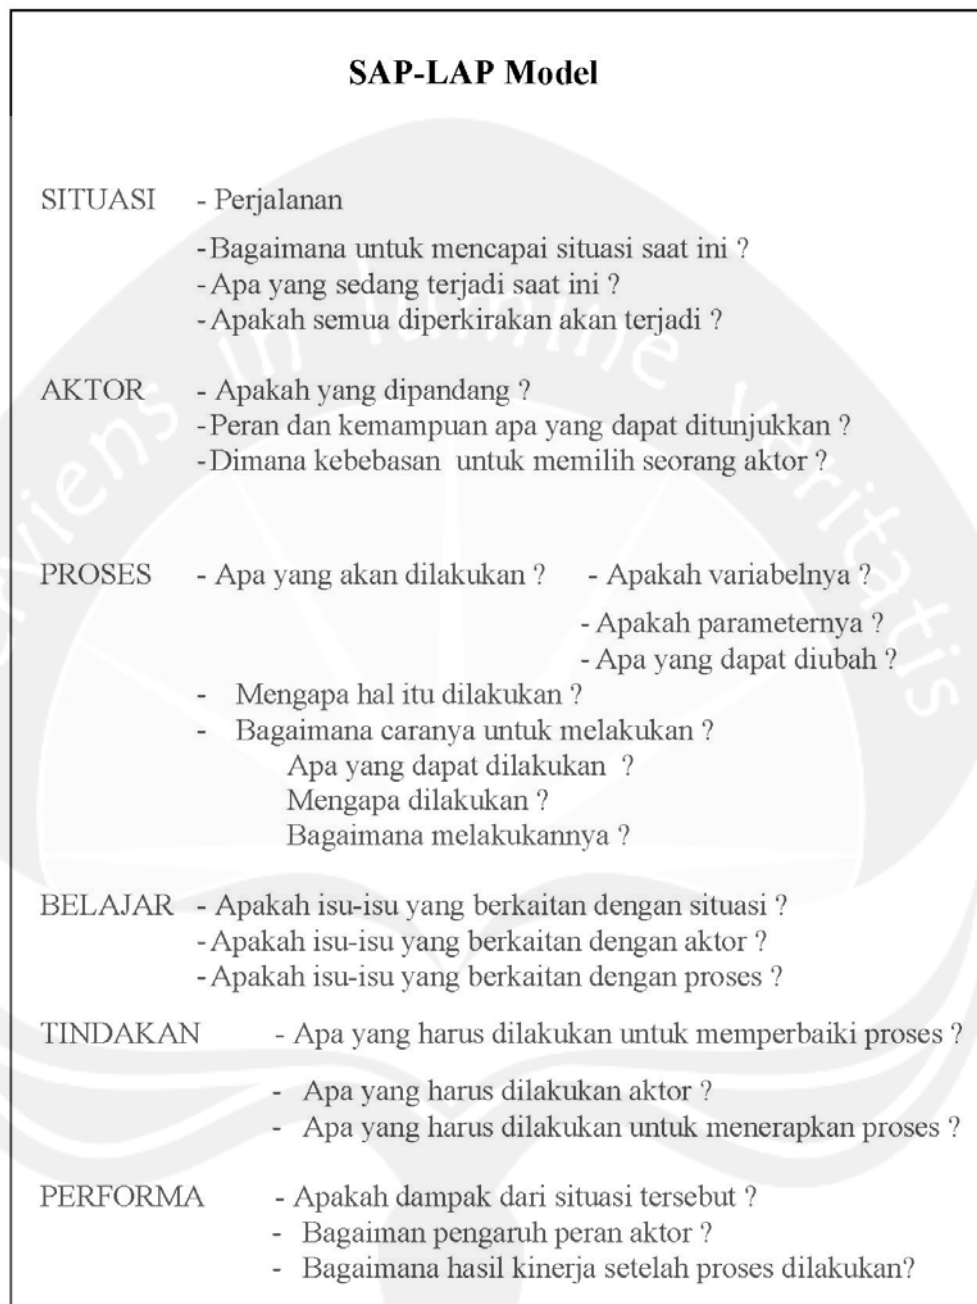 SAP-LAP Model
SITUASI - Perjalanan
-Bagaimana untuk mencapai situasi saat ini ?
-Apa yang sedang terjadi saat ini ?
-Apakah semua diperkirakan akan terjadi ?
AKTOR - Apakah yang dipandang ?
-Peran dan kemampuan apa yang dapat ditunjukkan ?
-Dimana kebebasan untuk memilih seorang aktor ?
PROSES - Apa yang akan dilakukan ? - Apakah variabelnya ?
- Apakah parameternya ?
- Apa yang dapat diubah ?
- Mengapa hal itu dilakukan ?
- Bagaimana caranya untuk melakukan ?
Apa yang dapat dilakukan ?
Mengapa dilakukan ?
Bagaimana melakukannya ?
BELAJAR - Apakah isu-isu yang berkaitan dengan situasi ?
-Apakah isu-isu yang berkaitan dengan aktor ?
-Apakah isu-isu yang berkaitan dengan proses ?
TINDAKAN - Apa yang harus dilakukan untuk memperbaiki proses ?
- Apa yang harus dilakukan aktor ?
- Apa yang harus dilakukan untuk menerapkan proses ?
PERFORMA - Apakah dampak dari situasi tersebut ?
- Bagaiman pengaruh peran aktor ?
- Bagaimana hasil kinerja setelah proses dilakukan?
in lumine veritatis